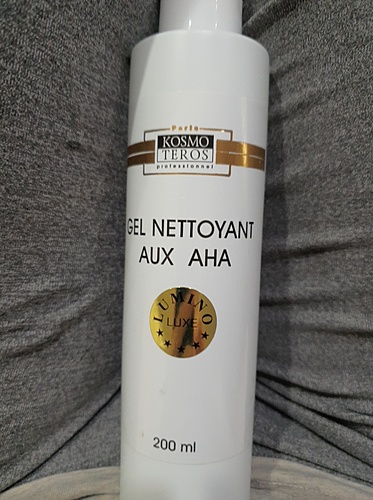 Paris
KOSMO
TEROS
professionnel
GEL NETTOYANT
AUX AHA
LUMINO
LUXE
200 ml